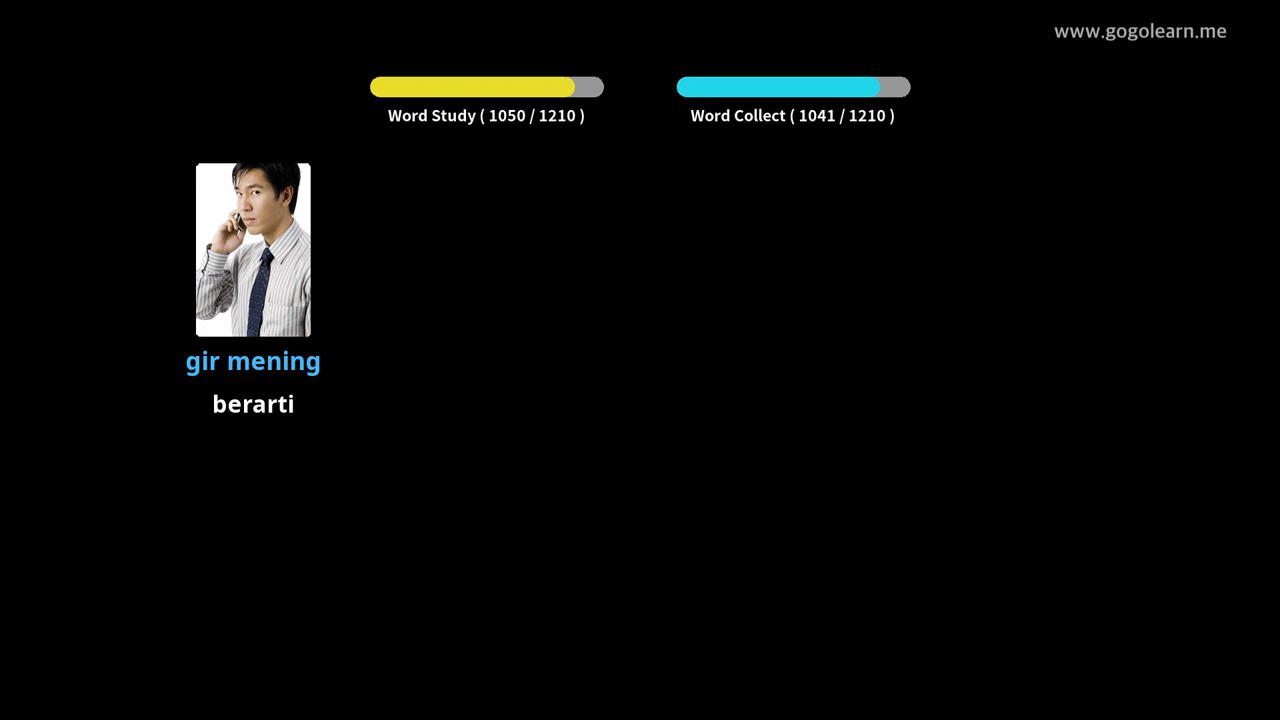 www.gogolearn.me
Word Study ( 1050 / 1210 )
Word Collect ( 1041 / 1210 )
gir mening
berarti